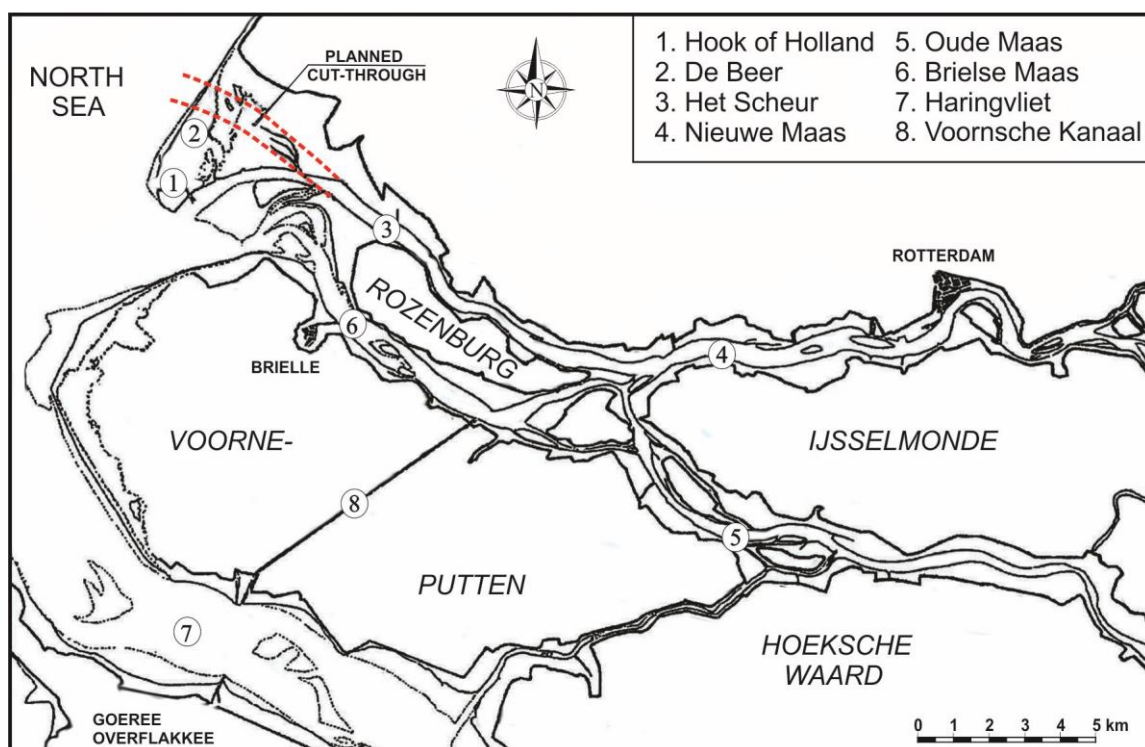 NORTH
SEA
PLANNED
CUT-THROUGH
N
1. Hook of Holland
2. De Beer
3. Het Scheur
4. Nieuwe Maas
5. Oude Maas
6. Brielse Maas
7. Haringvliet
8. Voornsche Kanaal
2
1
3
ROTTERDAM
ROZENBURG
6
BRIELLE
4
VOORNE-
IJSSELMONDE
8
5
PUTTEN
7
HOEKSCHE
WAARD
GOEREE
OVERFLAKKEE
0 1 2 3 4 5 km